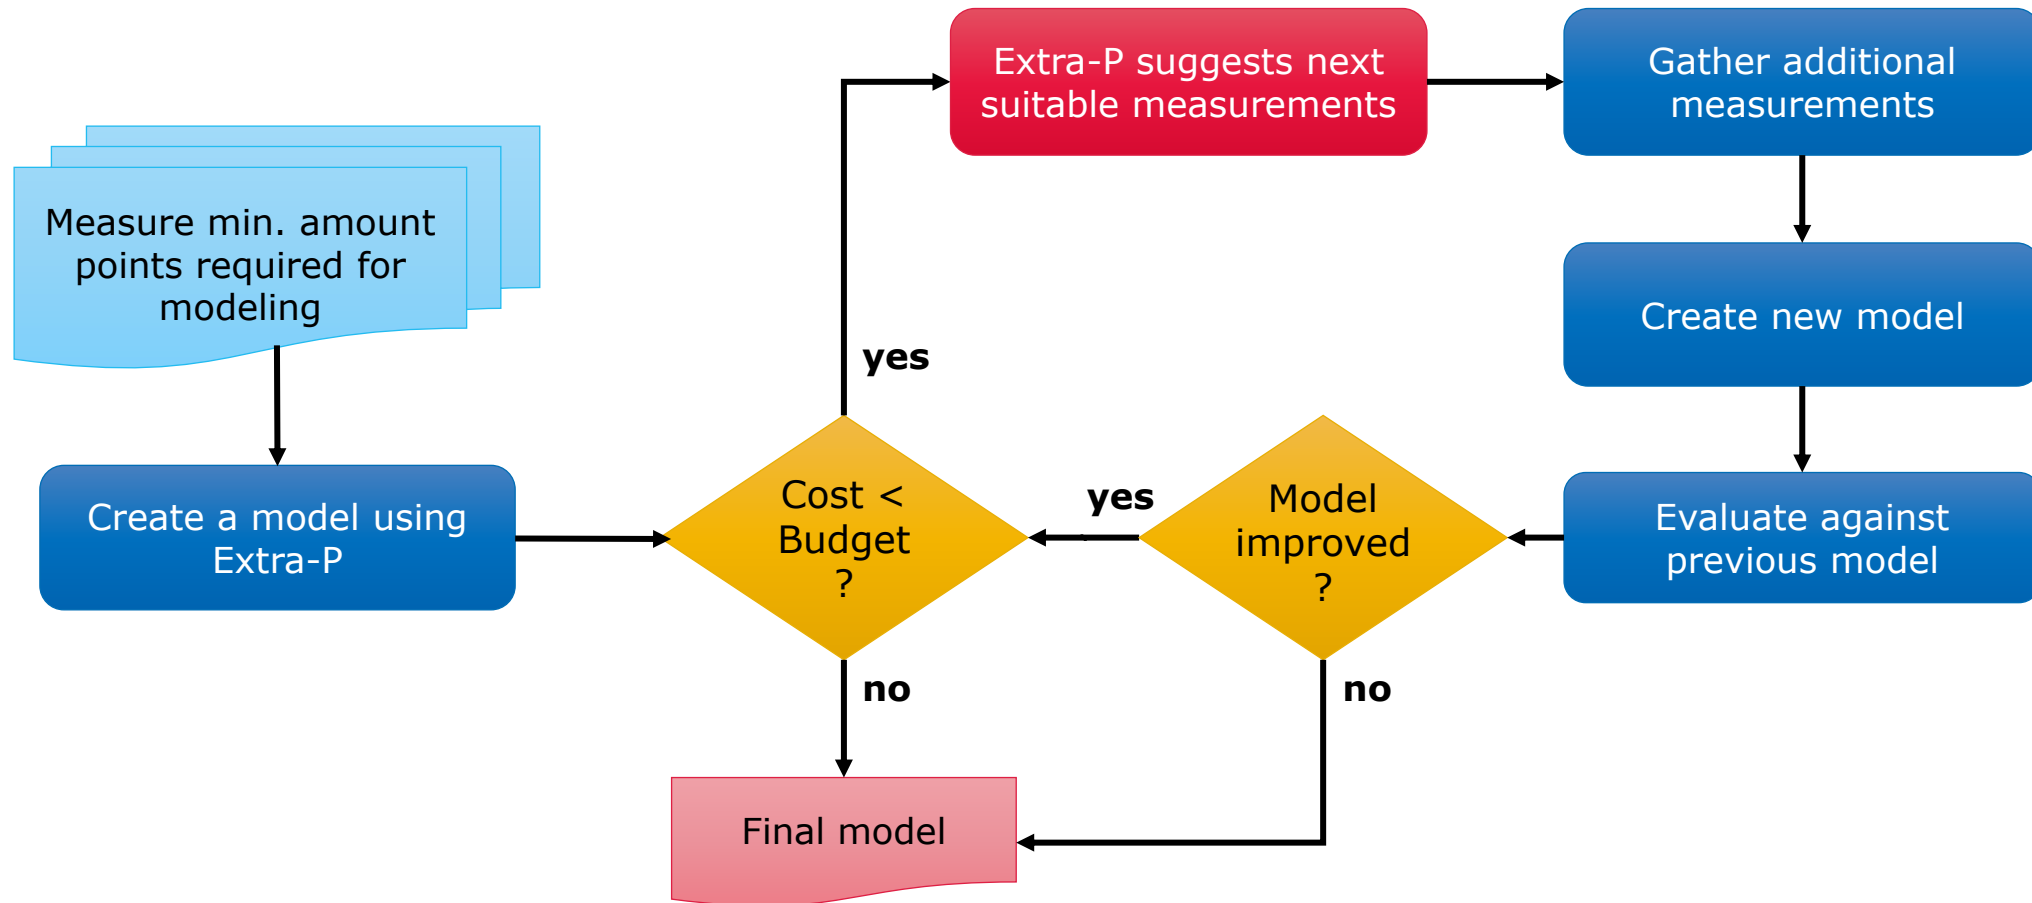 Measure min. amount
points required for
modeling
Create a model using
Extra-P
Cost <
Budget
?
yes
no
Extra-P suggests next
suitable measurements
Gather additional
measurements
Create new model
Evaluate against
previous model
Model
improved
?
yes
no
Final model